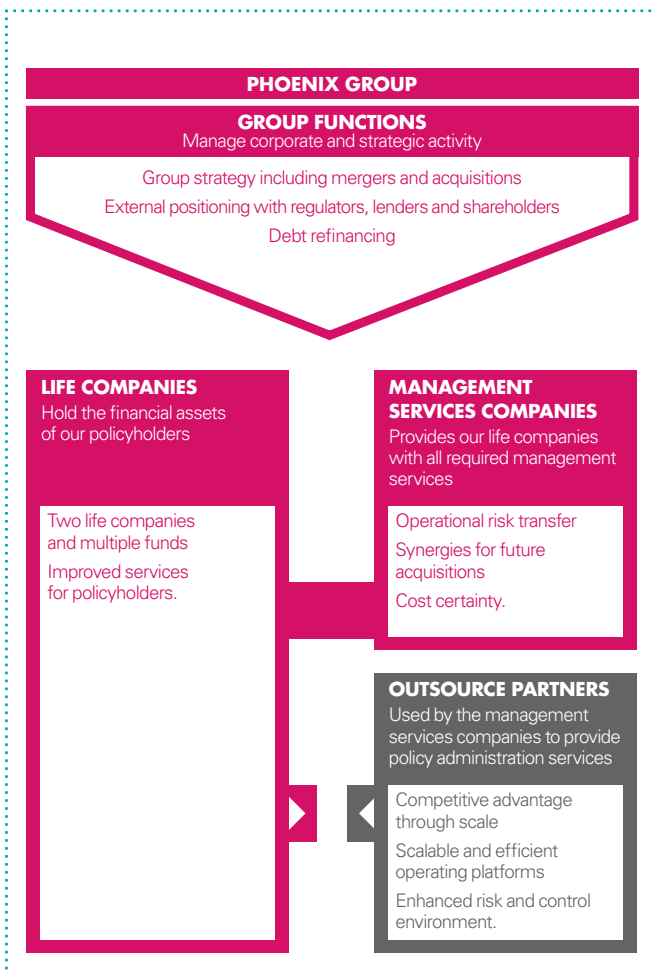 PHOENIX GROUP
GROUP FUNCTIONS
Manage corporate and strategic activity
Group strategy including mergers and acquisitions
External positioning with regulators, lenders and shareholders
Debt refinancing
LIFE COMPANIES
Hold the financial assets
of our policyholders
Two life companies
and multiple funds
Improved services
for policyholders.
MANAGEMENT
SERVICES COMPANIES
Provides our life companies
with all required management
services
Operational risk transfer
Synergies for future
acquisitions
Cost certainty.
OUTSOURCE PARTNERS
Used by the management
services companies to provide
policy administration services
Competitive advantage
through scale
Scalable and efficient
operating platforms
Enhanced risk and control
environment.